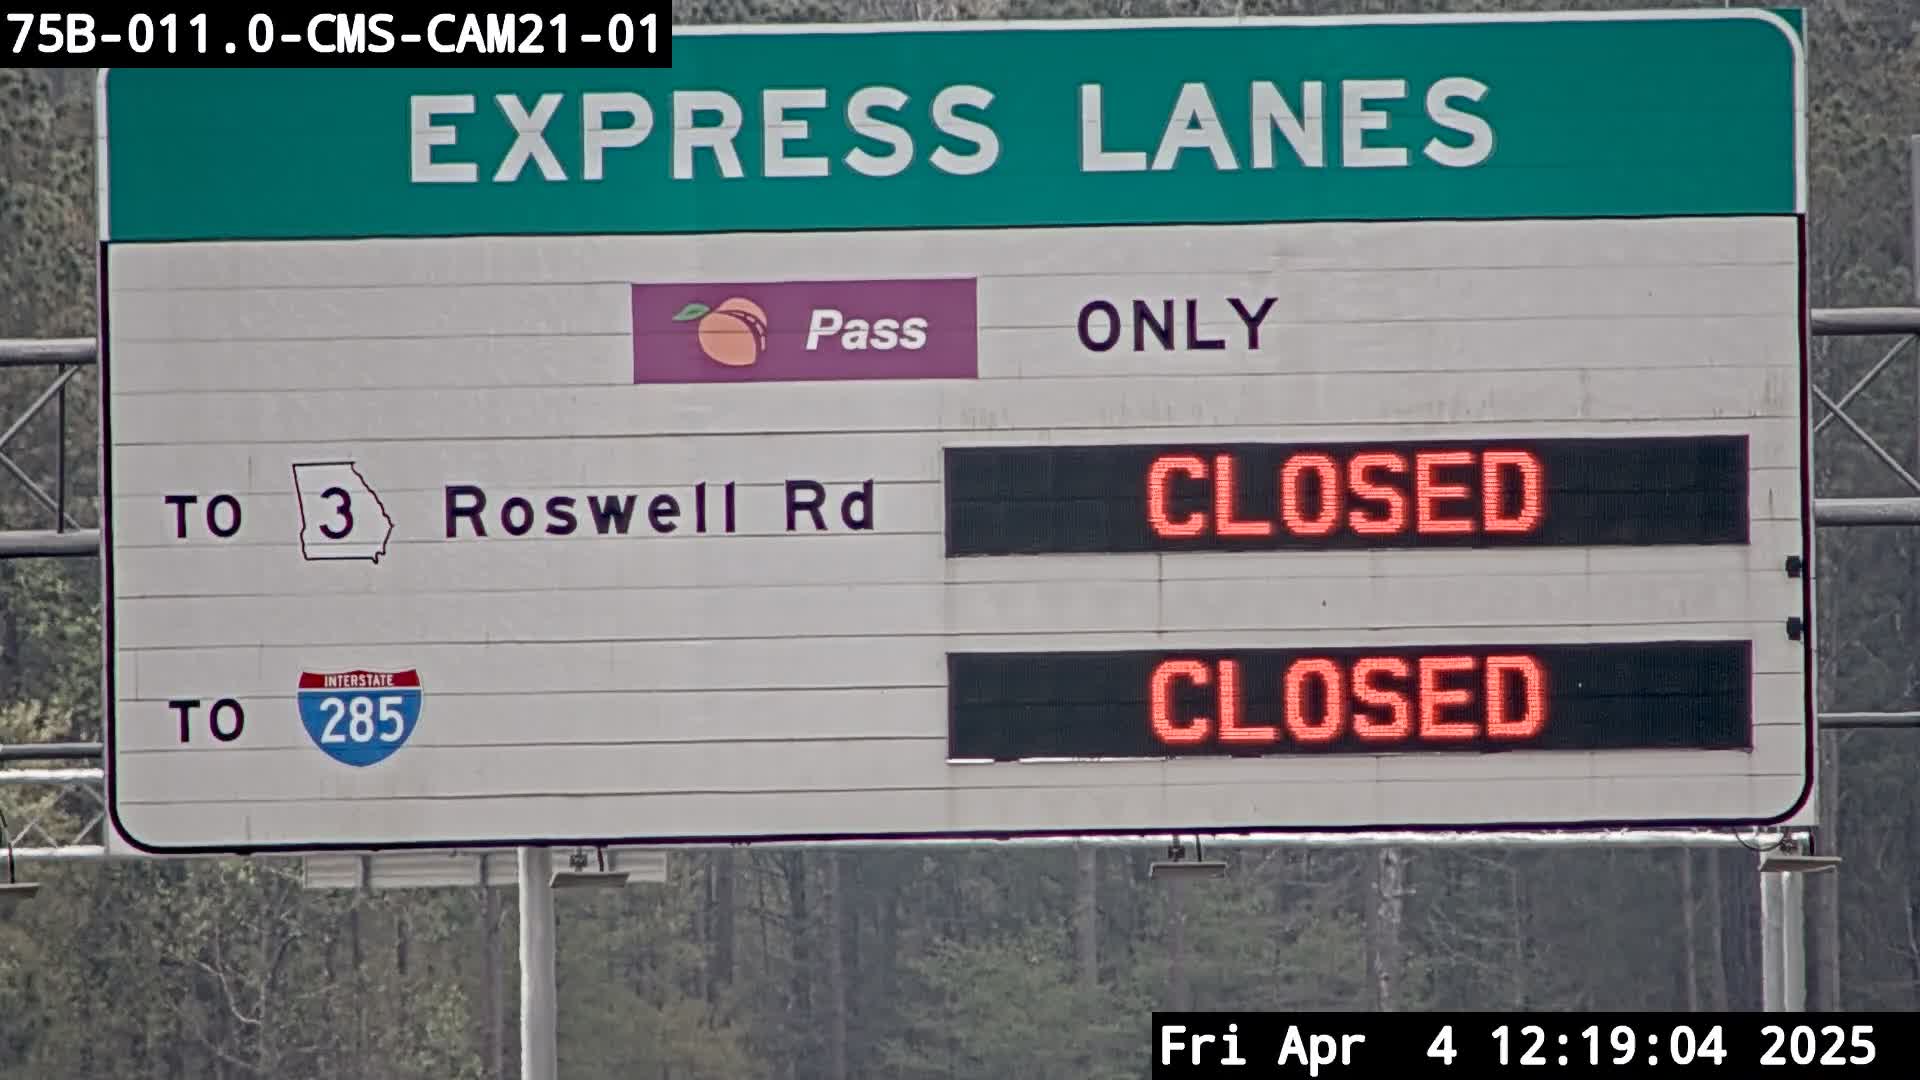 75B-011.0-CMS-CAM21-01
EXPRESS LANES
Pass ONLY
TO 3 Roswell Rd CLOSED
INTERSTATE
TO 285 CLOSED
Fri Apr 4 12:19:04 2025